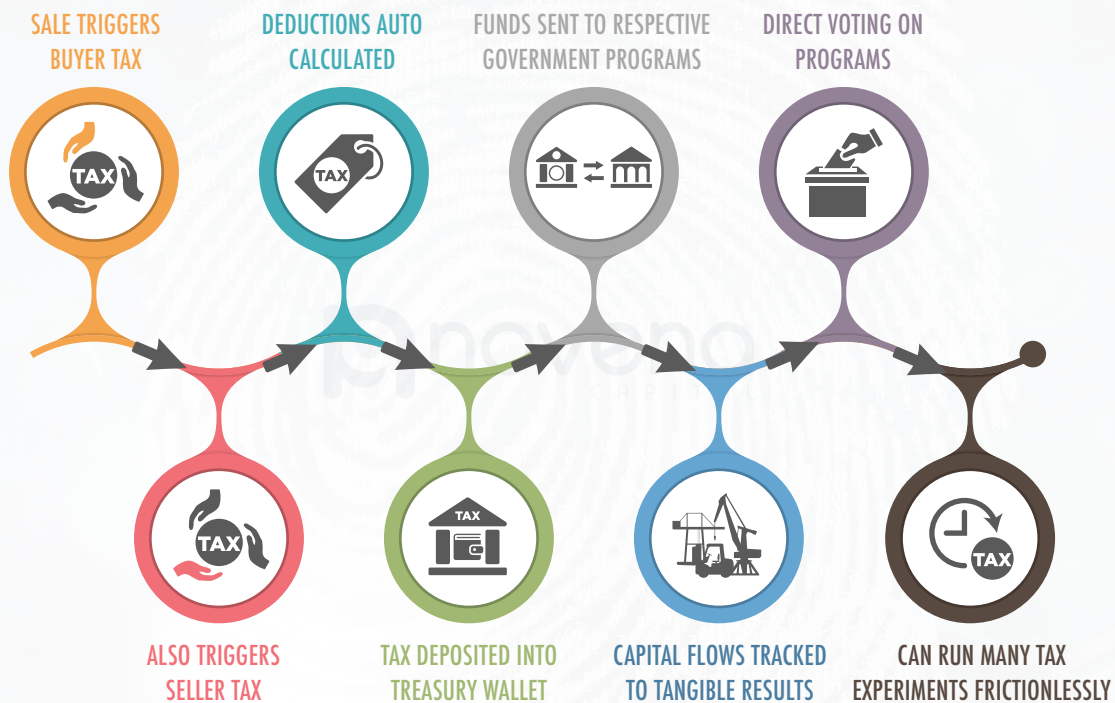 SALE TRIGGERS
BUYER TAX
TAX
ALSO TRIGGERS
SELLER TAX
TAX
DEDUCTIONS AUTO
CALCULATED
TAX
TAX DEPOSITED INTO
TREASURY WALLET
TAX
FUNDS SENT TO RESPECTIVE
GOVERNMENT PROGRAMS
CAPITAL FLOWS TRACKED
TO TANGIBLE RESULTS
DIRECT VOTING ON
PROGRAMS
CAN RUN MANY TAX
EXPERIMENTS FRICTIONLESSLY
TAX
CAPITAL